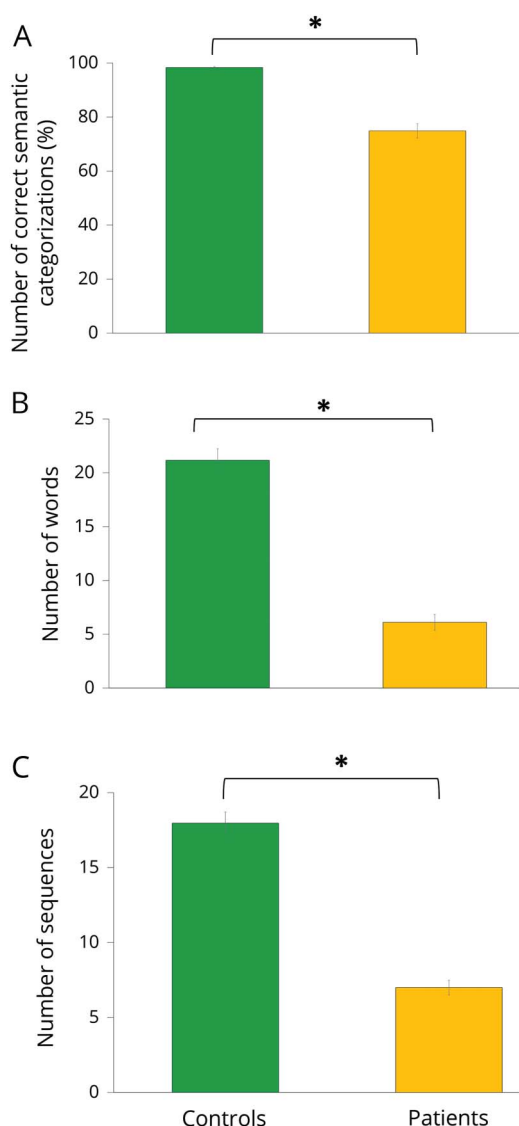 A
*
Number of correct semantic
categorizations (%)
100
80
60
40
20
0
B
*
Number of words
25
20
15
10
5
0
C
*
Number of sequences
20
15
10
5
0
Controls Patients